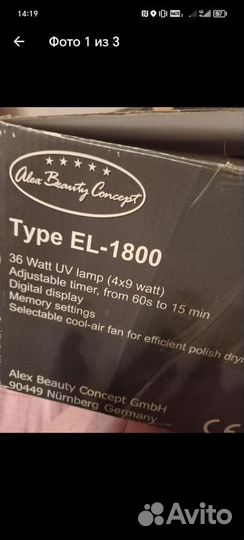 14:19
Фото 1 из 3
Alex Beauty Concept
Type EL-1800
36 Watt UV lamp (4x9 watt)
Adjustable timer, from 60s to 15 min
Digital display
Memory settings
Selectable cool-air fan for efficient polish dryi
Alex Beauty Concept GmbH
90449 Nürnberg Germany
CE
Avito